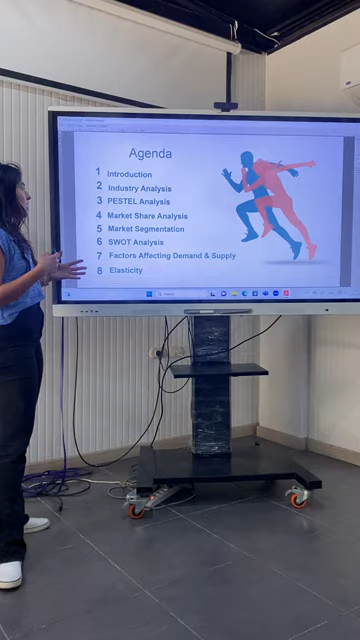 Agenda
1 Introduction
2 Industry Analysis
3 PESTEL Analysis
4 Market Share Analysis
5 Market Segmentation
6 SWOT Analysis
7 Factors Affecting Demand & Supply
8 Elasticity
Search